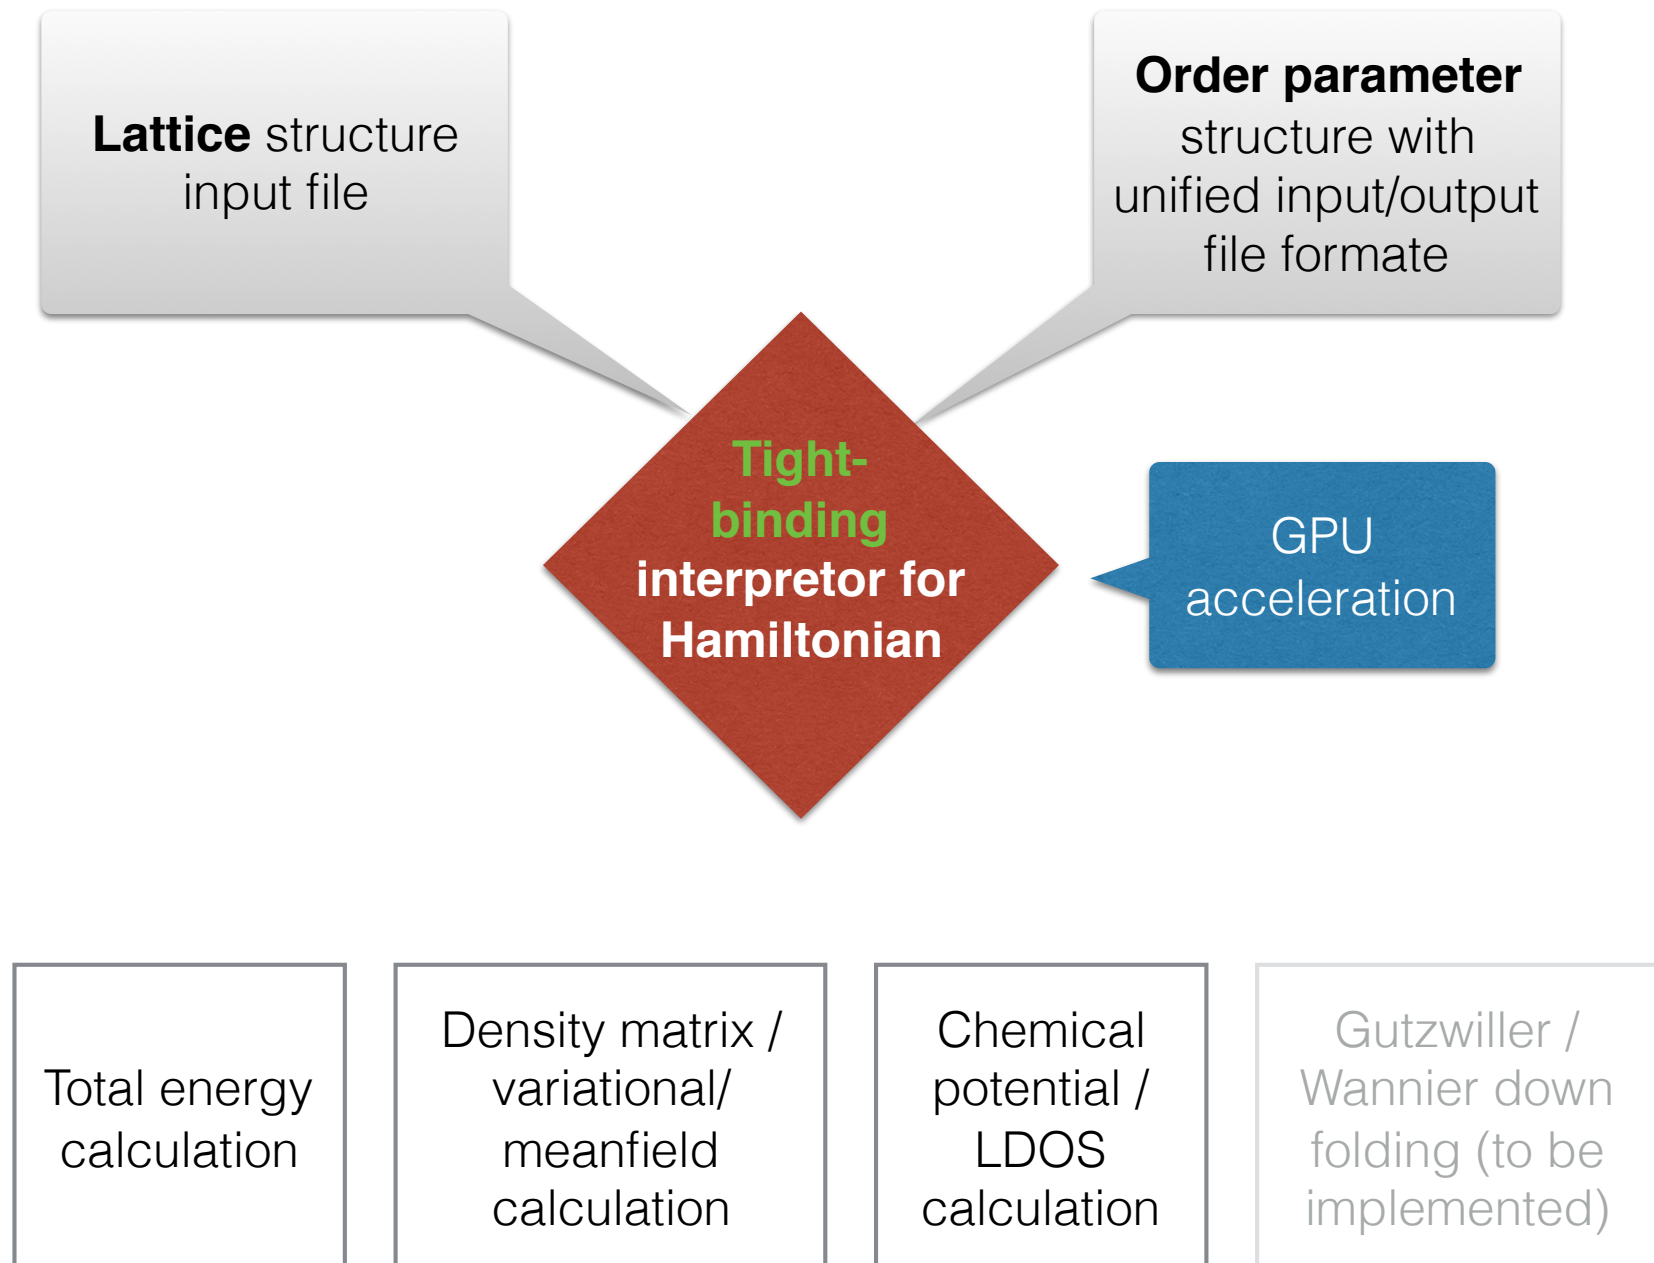 Lattice structure
input file
Order parameter
structure with
unified input/output
file formate
Tight-
binding
interpretor for
Hamiltonian
GPU
acceleration
Total energy
calculation
Density matrix /
variational/
meanfield
calculation
Chemical
potential /
LDOS
calculation
Gutzwiller /
Wannier down
folding (to be
implemented)